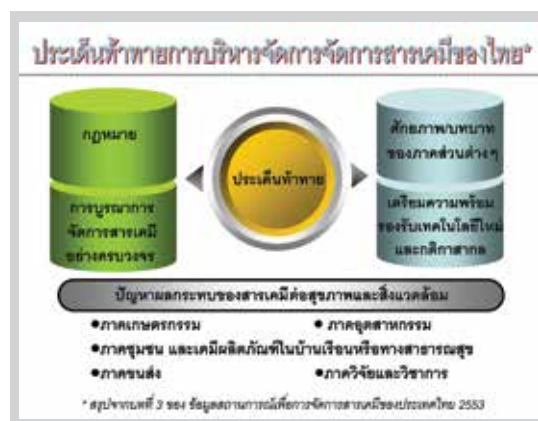 ประเด็นท้าทายการบริหารจัดการจัดการสารเคมีของไทย*
กฎหมาย
การบูรณาการ
จัดการสารเคมี
อย่างครบวงจร
ประเด็นท้าทาย
ศักยภาพ/บทบาท
ของภาคส่วนต่างๆ
เตรียมความพร้อม
รองรับเทคโนโลยีใหม่
และกติกาสากล
ปัญหาผลกระทบของสารเคมีต่อสุขภาพและสิ่งแวดล้อม
●ภาคเกษตรกรรม ● ภาคอุตสาหกรรม
●ภาคชุมชน และเคมีผลิตภัณฑ์ในบ้านเรือนหรือทางสาธารณสุข
●ภาคขนส่ง ●ภาควิจัยและวิชาการ
* สรุปจากบทที่ 3 ของ ข้อมูลสถานการณ์เพื่อการจัดการสารเคมีของประเทศไทย 2553